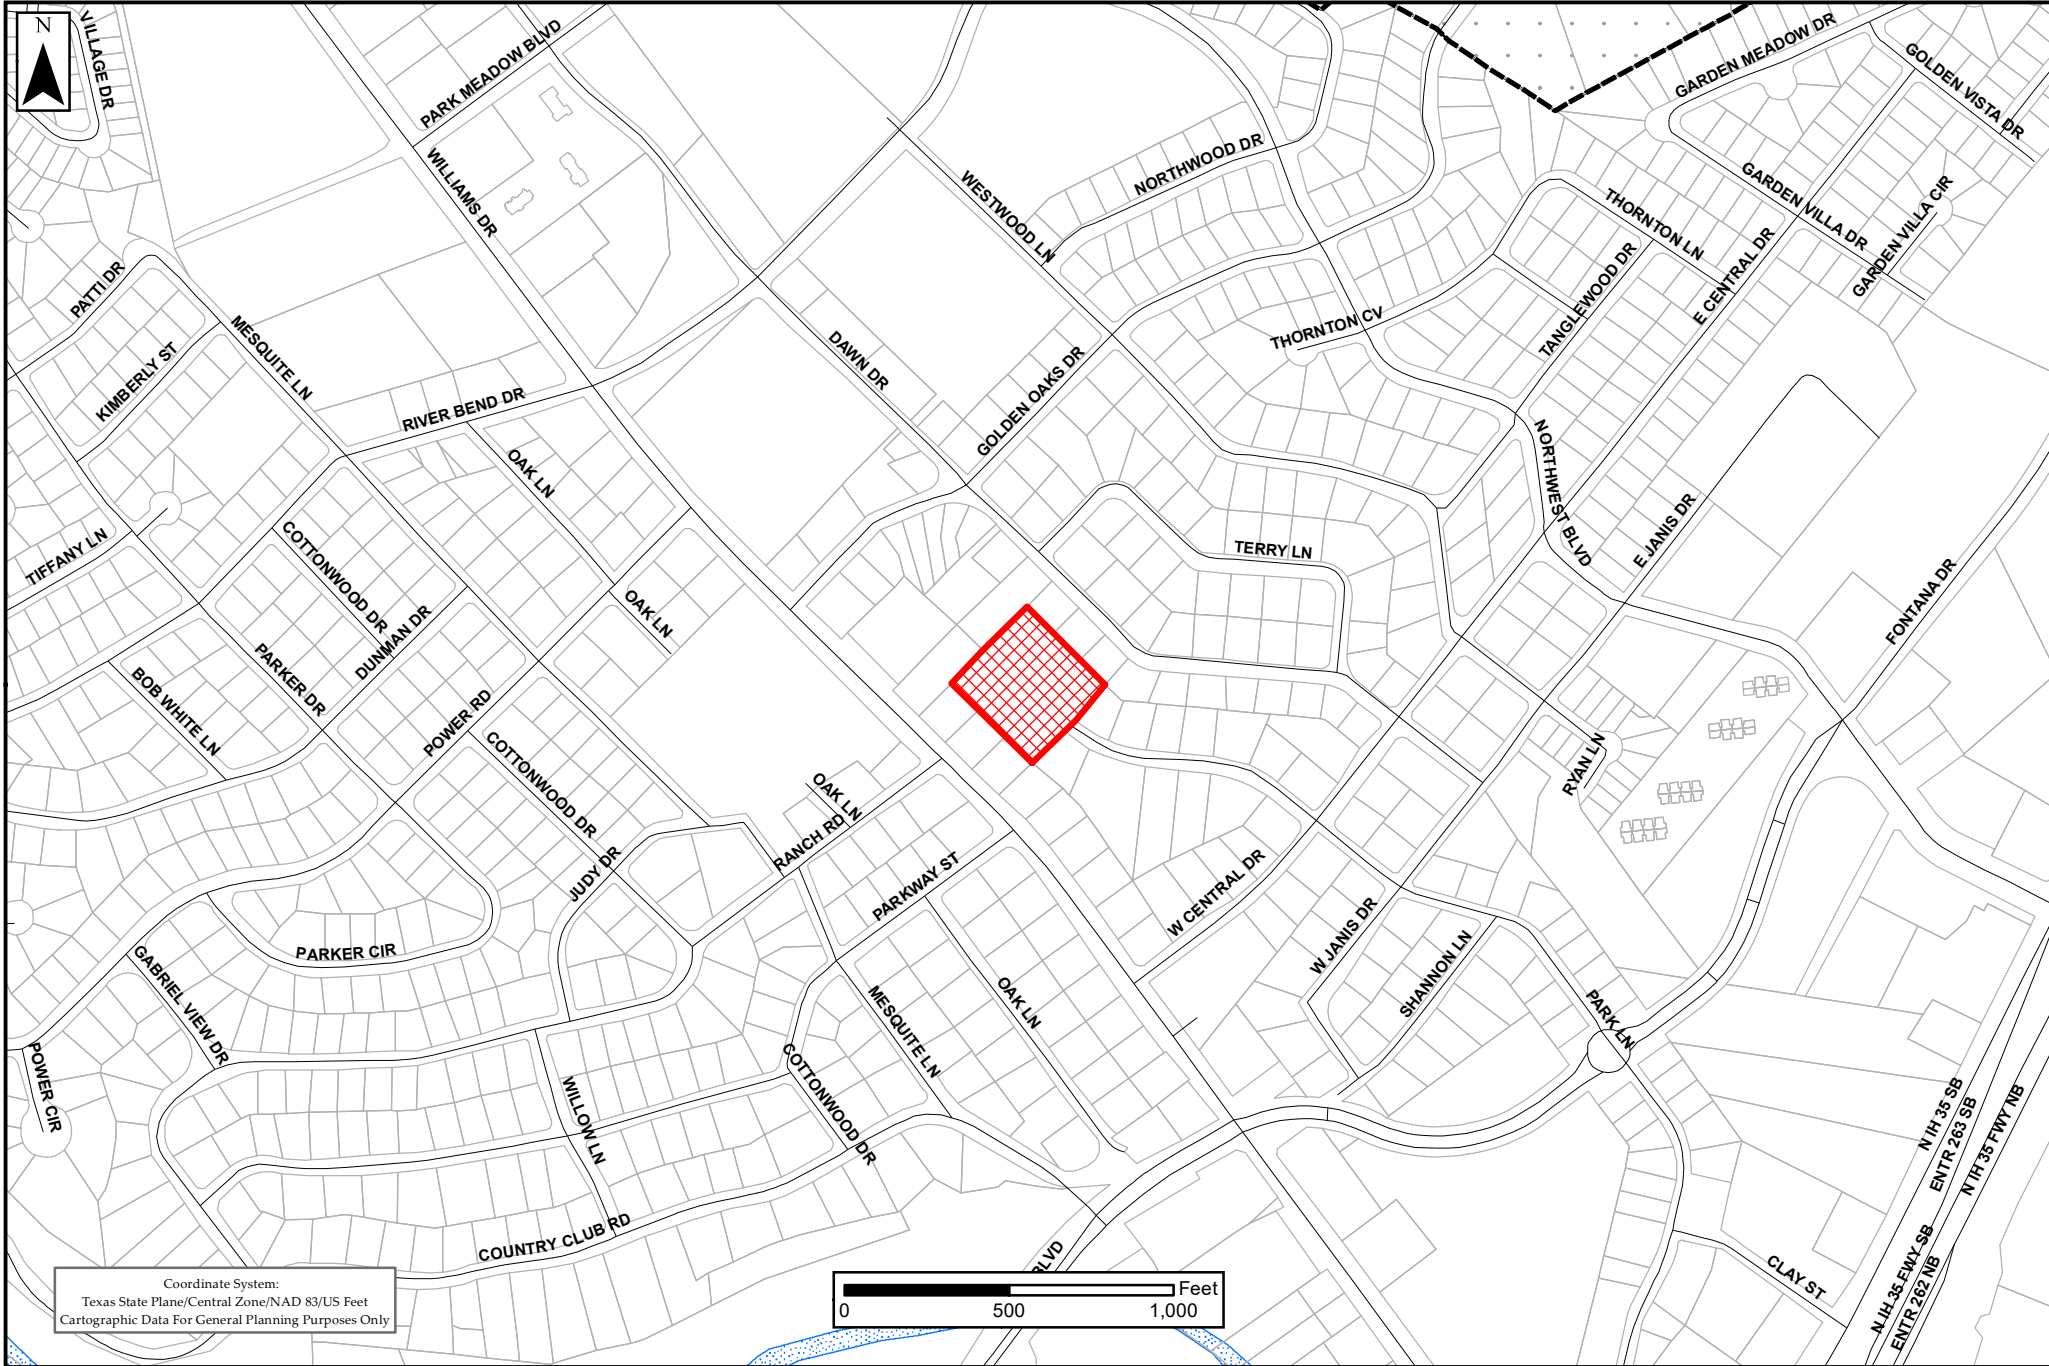 N
VILLAGE DR
PARK MEADOW BLVD
GARDEN MEADOW DR
GOLDEN VISTA DR
WILLIAMS DR
WESTWOOD LN
NORTHWOOD DR
GARDEN VILLA DR
GARDEN VILLA CIR
THORNTON LN
TANGLEWOOD DR
E CENTRAL DR
PATTI DR
KIMBERLY ST
MESQUITE LN
RIVER BEND DR
DAWN DR
GOLDEN OAKS DR
THORNTON CV
OAK LN
NORTHWEST BLVD
E JANIS DR
TIFFANY LN
COTTONWOOD DR
DUNMAN DR
OAK LN
TERRY LN
FONTANA DR
PARKER DR
BOB WHITE LN
POWER RD
COTTONWOOD DR
OAK LN
RANCH RD
RYAN LN
JUDY DR
PARKWAY ST
W CENTRAL DR
W JANIS DR
SHANNON LN
PARKER CIR
GABRIEL VIEW DR
MESQUITE LN
OAK LN
PARK LN
POWER CIR
WILLOW LN
COTTONWOOD DR
N IH 35 SB
ENTR 263 SB
N IH 35 FWY NB
COUNTRY CLUB RD
BLVD
CLAY ST
N IH 35 FWY SB
ENTR 262 NB
Coordinate System:
Texas State Plane/Central Zone/NAD 83/US Feet
Cartographic Data For General Planning Purposes Only
Feet
0 500 1,000